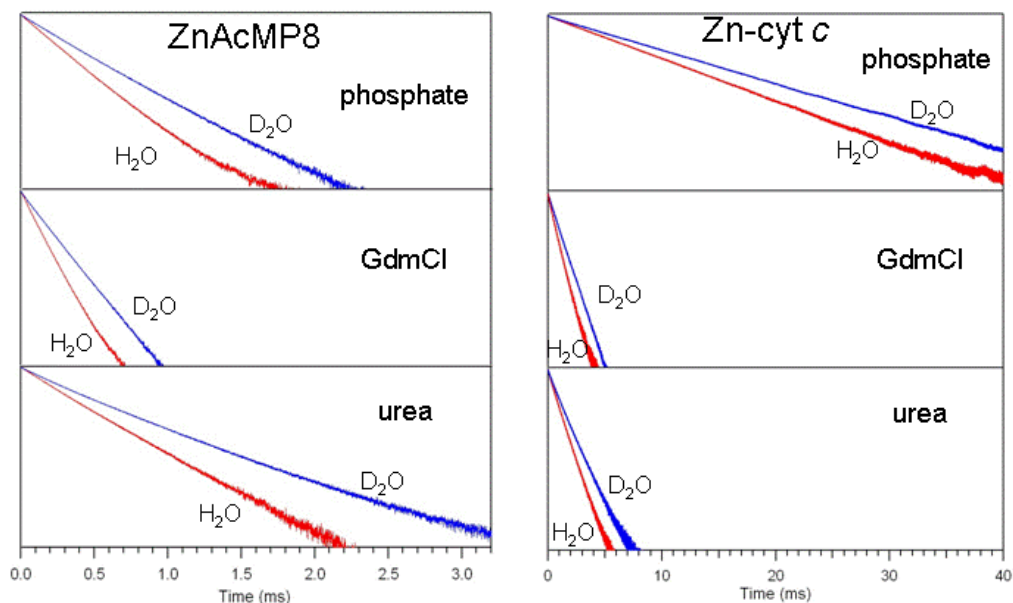 ZnAcMP8
phosphate
D₂O
H₂O
GdmCl
D₂O
H₂O
urea
D₂O
H₂O
0.0 0.5 1.0 1.5 2.0 2.5 3.0
Time (ms)
Zn-cyt c
phosphate
D₂O
H₂O
GdmCl
D₂O
H₂O
urea
D₂O
H₂O
0 10 20 30 40
Time (ms)